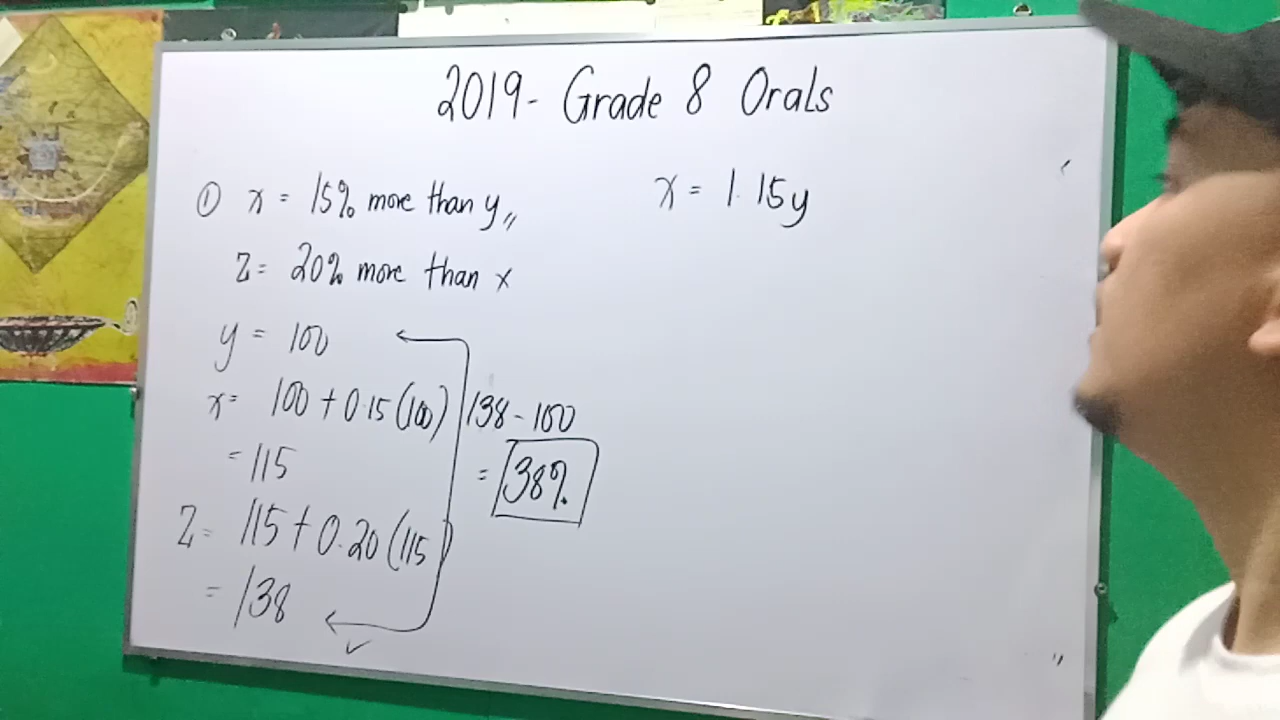 2019- Grade 8 Orals
① x = 15% more than y,,
z = 20% more than x
y = 100
x = 100 + 0.15 (100)
= 115
z = 115 + 0.20 (115)
= 138
138 - 100
= 38%
x = 1.15y